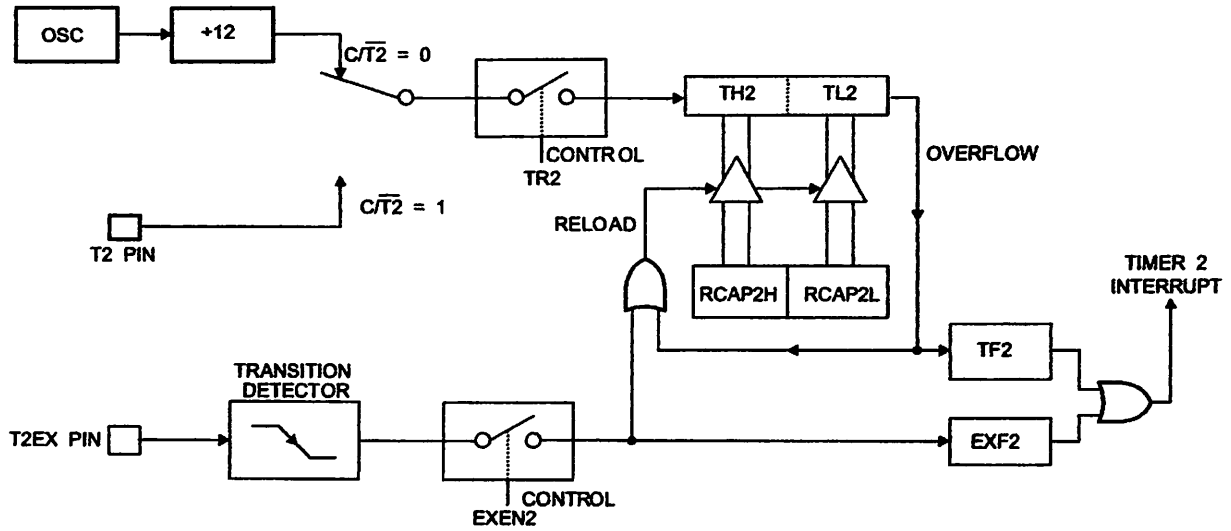 OSC
÷12
C/T2̅ = 0
TH2
TL2
CONTROL
TR2
OVERFLOW
C/T2̅ = 1
T2 PIN
RELOAD
RCAP2H
RCAP2L
TIMER 2
INTERRUPT
TF2
TRANSITION
DETECTOR
T2EX PIN
EXF2
CONTROL
EXEN2